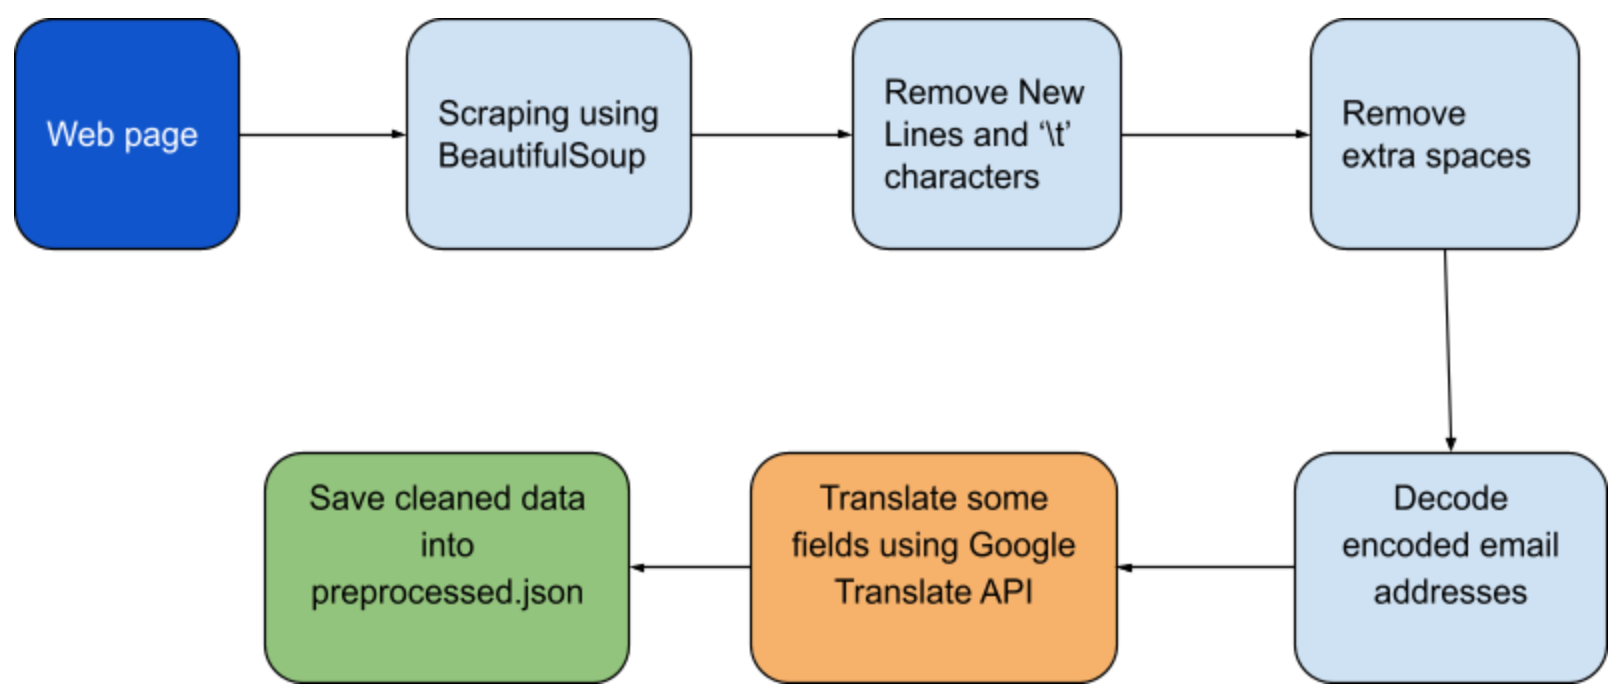 Web page
Scraping using
BeautifulSoup
Remove New
Lines and ‘\t’
characters
Remove
extra spaces
Decode
encoded email
addresses
Translate some
fields using Google
Translate API
Save cleaned data
into
preprocessed.json